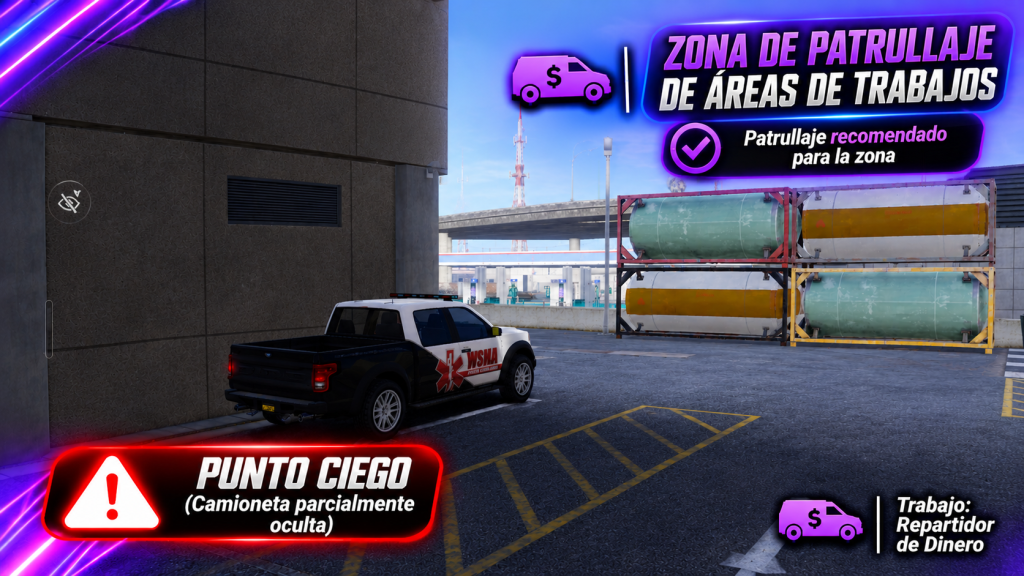 ZONA DE PATRULLAJE
DE ÁREAS DE TRABAJOS
Patrullaje recomendado
para la zona
$
WSMA
PUNTO CIEGO
(Camioneta parcialmente
oculta)
$
Trabajo:
Repartidor
de Dinero